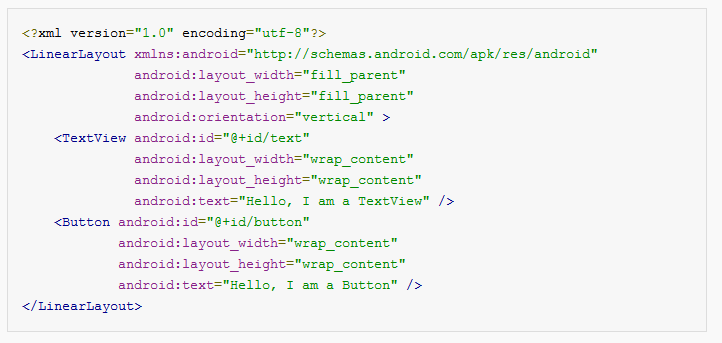 <?xml version="1.0" encoding="utf-8"?>
<LinearLayout xmlns:android="http://schemas.android.com/apk/res/android"
              android:layout_width="fill_parent"
              android:layout_height="fill_parent"
              android:orientation="vertical" >
    <TextView android:id="@+id/text"
              android:layout_width="wrap_content"
              android:layout_height="wrap_content"
              android:text="Hello, I am a TextView" />
    <Button android:id="@+id/button"
            android:layout_width="wrap_content"
            android:layout_height="wrap_content"
            android:text="Hello, I am a Button" />
</LinearLayout>